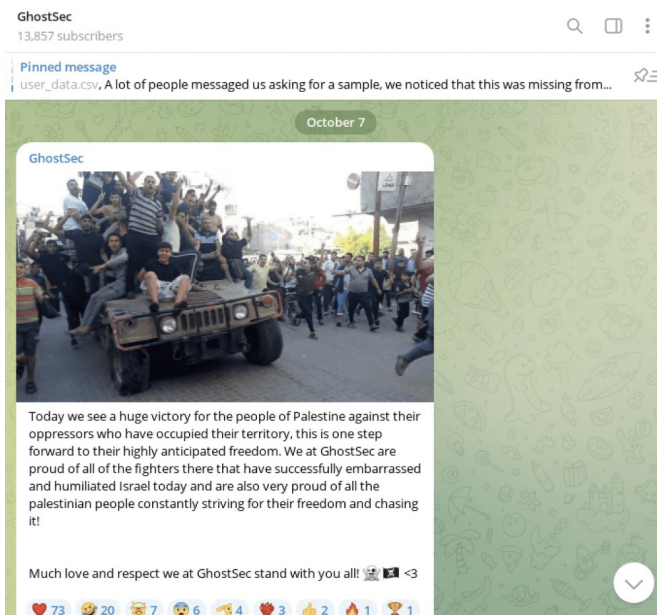 GhostSec
13,857 subscribers
Pinned message
user_data.csv, A lot of people messaged us asking for a sample, we noticed that this was missing from...
October 7
GhostSec
Today we see a huge victory for the people of Palestine against their
oppressors who have occupied their territory, this is one step
forward to their highly anticipated freedom. We at GhostSec are
proud of all of the fighters there that have successfully embarrassed
and humiliated Israel today and are also very proud of all the
palestinian people constantly striving for their freedom and chasing
it!
Much love and respect we at GhostSec stand with you all! 👻 🏴‍☠️ <3
❤️ 73 🤣 20 7 😨 6 4 3 👍 2 🔥 1 🏆 1